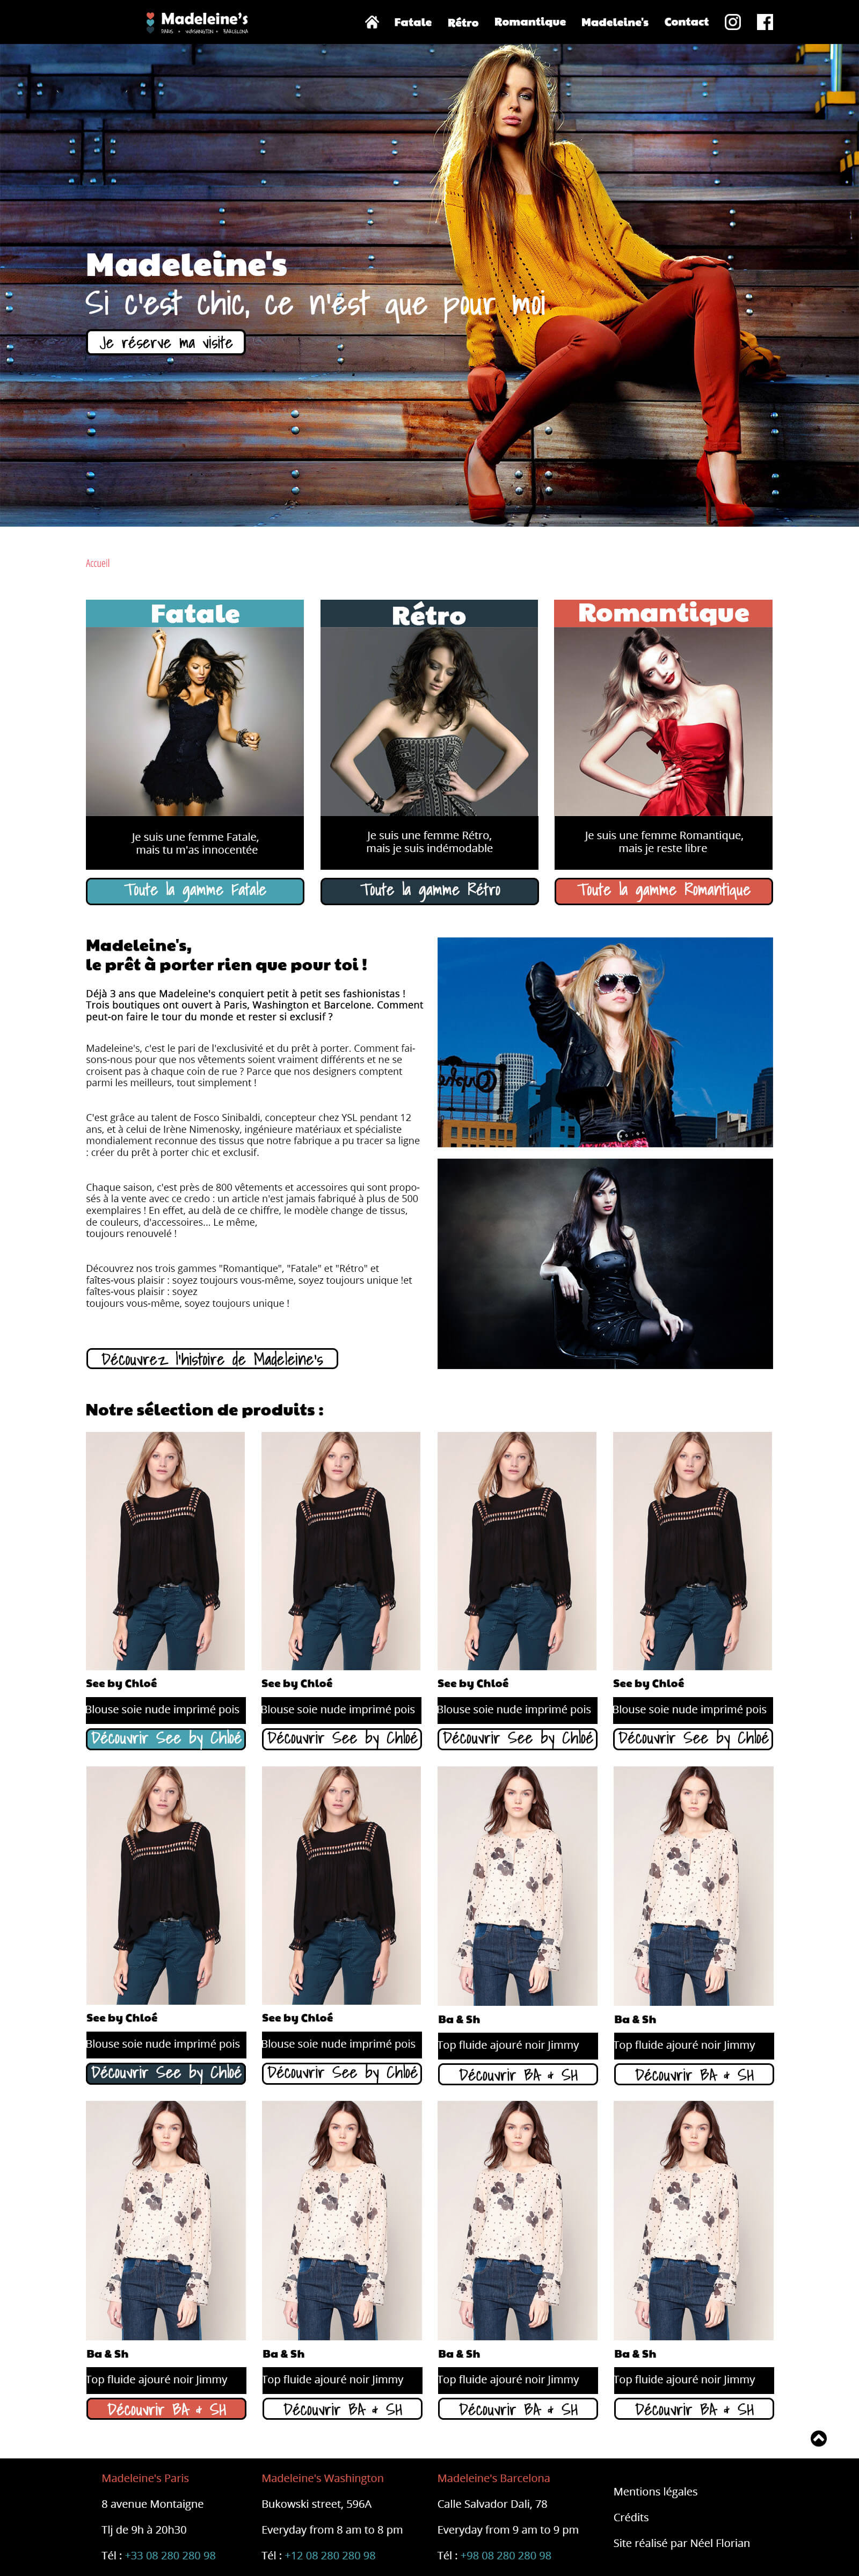 Madeleine's
PARIS • WASHINGTON • BARCELONA
Fatale Rétro Romantique Madeleine's Contact
Madeleine's
Si c'est chic, ce n'est que pour moi
Je réserve ma visite
Accueil
Fatale
Je suis une femme Fatale,
mais tu m'as innocentée
Toute la gamme Fatale
Rétro
Je suis une femme Rétro,
mais je suis indémodable
Toute la gamme Rétro
Romantique
Je suis une femme Romantique,
mais je reste libre
Toute la gamme Romantique
Madeleine's,
le prêt à porter rien que pour toi !
Déjà 3 ans que Madeleine's conquiert petit à petit ses fashionistas !
Trois boutiques ont ouvert à Paris, Washington et Barcelone. Comment
peut-on faire le tour du monde et rester si exclusif ?
Madeleine's, c'est le pari de l'exclusivité et du prêt à porter. Comment fai-
sons-nous pour que nos vêtements soient vraiment différents et ne se
croisent pas à chaque coin de rue ? Parce que nos designers comptent
parmi les meilleurs, tout simplement !
C'est grâce au talent de Fosco Sinibaldi, concepteur chez YSL pendant 12
ans, et à celui de Irène Nimenosky, ingénieure matériaux et spécialiste
mondialement reconnue des tissus que notre fabrique a pu tracer sa ligne
: créer du prêt à porter chic et exclusif.
Chaque saison, c'est près de 800 vêtements et accessoires qui sont propo-
sés à la vente avec ce credo : un article n'est jamais fabriqué à plus de 500
exemplaires ! En effet, au delà de ce chiffre, le modèle change de tissus,
de couleurs, d'accessoires... Le même,
toujours renouvelé !
Découvrez nos trois gammes "Romantique", "Fatale" et "Rétro" et
faîtes-vous plaisir : soyez toujours vous-même, soyez toujours unique !et
faîtes-vous plaisir : soyez
toujours vous-même, soyez toujours unique !
Découvrez l'histoire de Madeleine's
Notre sélection de produits :
See by Chloé See by Chloé See by Chloé See by Chloé
Blouse soie nude imprimé pois Blouse soie nude imprimé pois Blouse soie nude imprimé pois Blouse soie nude imprimé pois
Découvrir See by Chloé Découvrir See by Chloé Découvrir See by Chloé Découvrir See by Chloé
See by Chloé See by Chloé Ba & Sh Ba & Sh
Blouse soie nude imprimé pois Blouse soie nude imprimé pois Top fluide ajouré noir Jimmy Top fluide ajouré noir Jimmy
Découvrir See by Chloé Découvrir See by Chloé Découvrir BA & SH Découvrir BA & SH
Ba & Sh Ba & Sh Ba & Sh Ba & Sh
Top fluide ajouré noir Jimmy Top fluide ajouré noir Jimmy Top fluide ajouré noir Jimmy Top fluide ajouré noir Jimmy
Découvrir BA & SH Découvrir BA & SH Découvrir BA & SH Découvrir BA & SH
Madeleine's Paris
8 avenue Montaigne
Tlj de 9h à 20h30
Tél : +33 08 280 280 98
Madeleine's Washington
Bukowski street, 596A
Everyday from 8 am to 8 pm
Tél : +12 08 280 280 98
Madeleine's Barcelona
Calle Salvador Dali, 78
Everyday from 9 am to 9 pm
Tél : +98 08 280 280 98
Mentions légales
Crédits
Site réalisé par Néel Florian